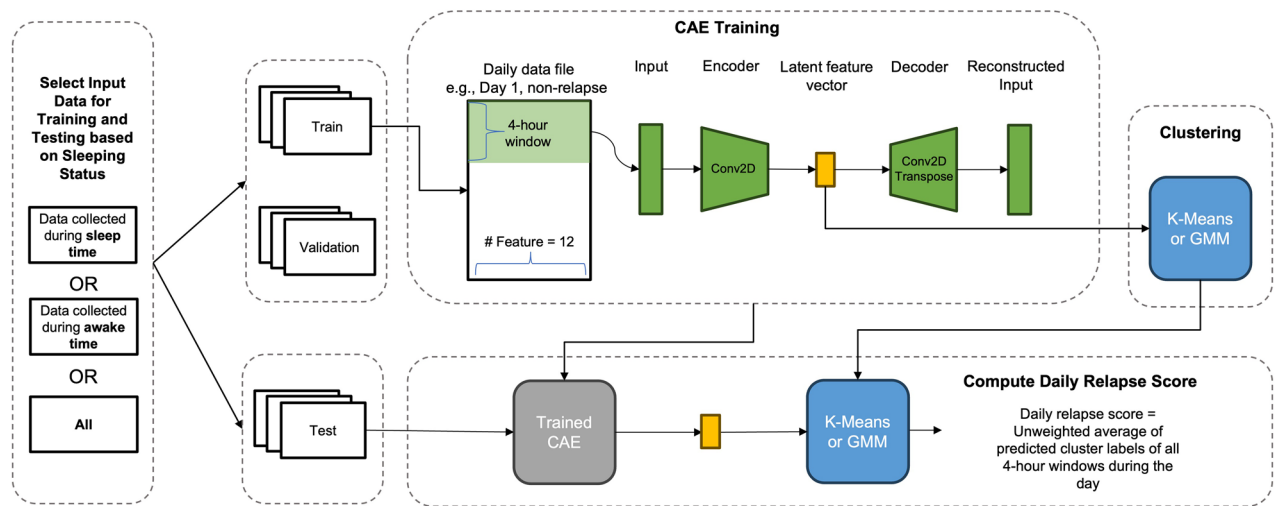 Select Input
Data for
Training and
Testing based
on Sleeping
Status
Data collected
during sleep
time
OR
Data collected
during awake
time
OR
All
Train
Validation
Test
CAE Training
Daily data file
e.g., Day 1, non-relapse
4-hour
window
# Feature = 12
Input
Encoder
Conv2D
Latent feature
vector
Decoder
Conv2D
Transpose
Reconstructed
Input
Clustering
K-Means
or GMM
Trained
CAE
K-Means
or GMM
Compute Daily Relapse Score
Daily relapse score =
Unweighted average of
predicted cluster labels of all
4-hour windows during the
day